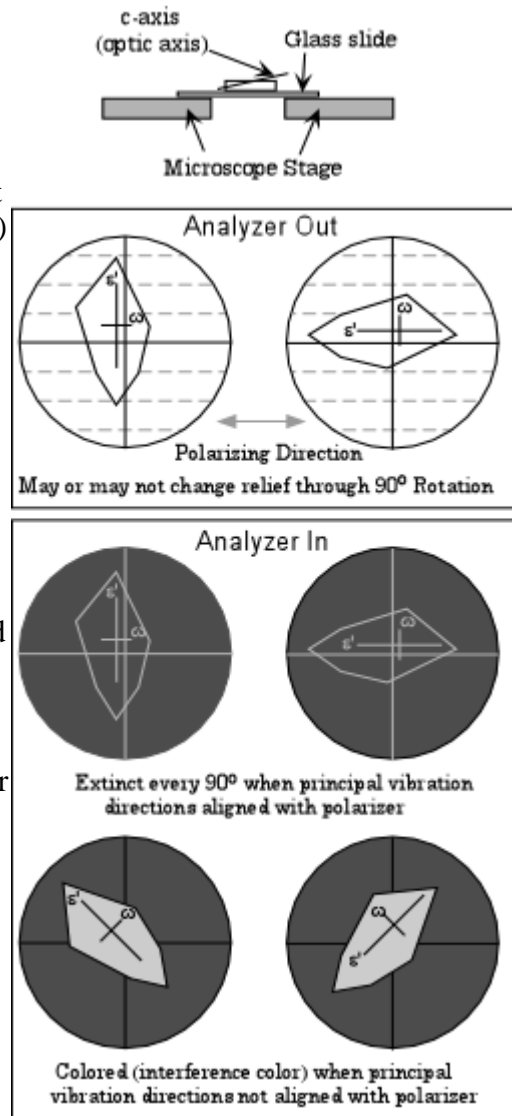 c-axis
(optic axis)
Glass slide
Microscope Stage
t
)
Analyzer Out
ε'
ω
ω
ε'
Polarizing Direction
May or may not change relief through 90º Rotation
Analyzer In
ε'
ω
d
ω
ε'
r
Extinct every 90º when principal vibration
directions aligned with polarizer
ε'
ω
ω
ε'
Colored (interference color) when principal
vibration directions not aligned with polarizer